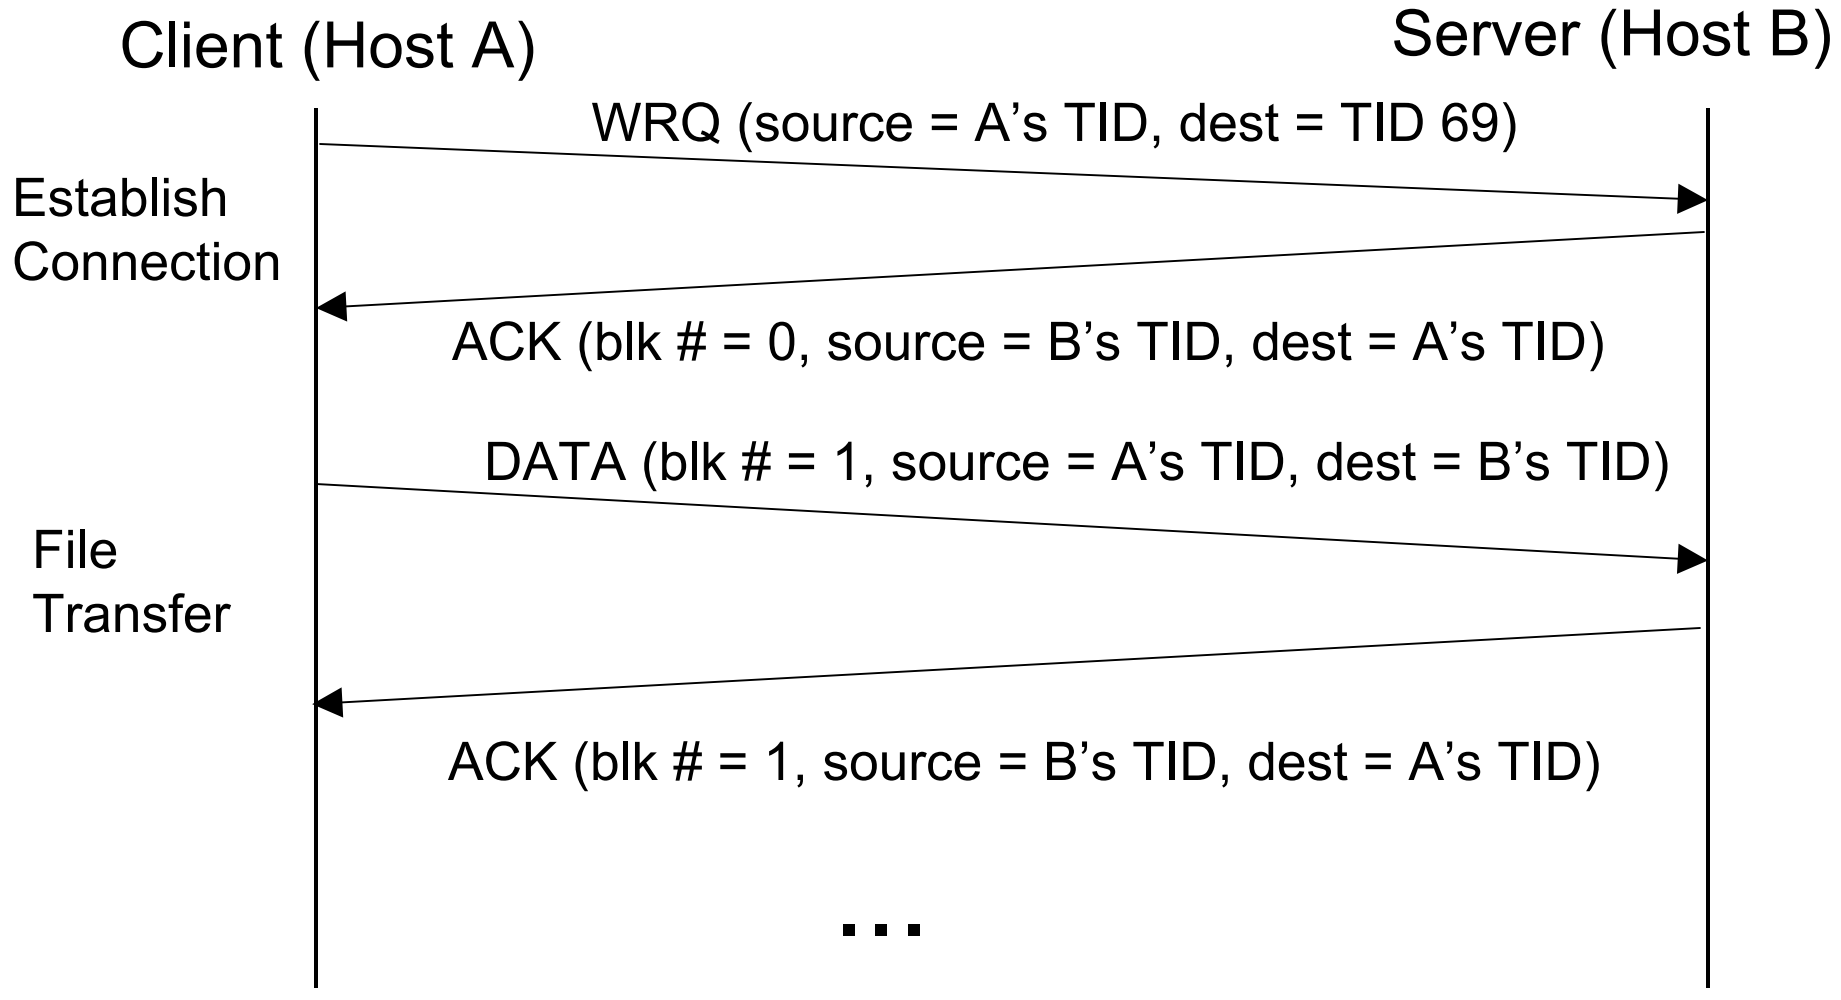 Client (Host A)
Server (Host B)
WRQ (source = A’s TID, dest = TID 69)
Establish
Connection
ACK (blk # = 0, source = B’s TID, dest = A’s TID)
DATA (blk # = 1, source = A’s TID, dest = B’s TID)
File
Transfer
ACK (blk # = 1, source = B’s TID, dest = A’s TID)
...